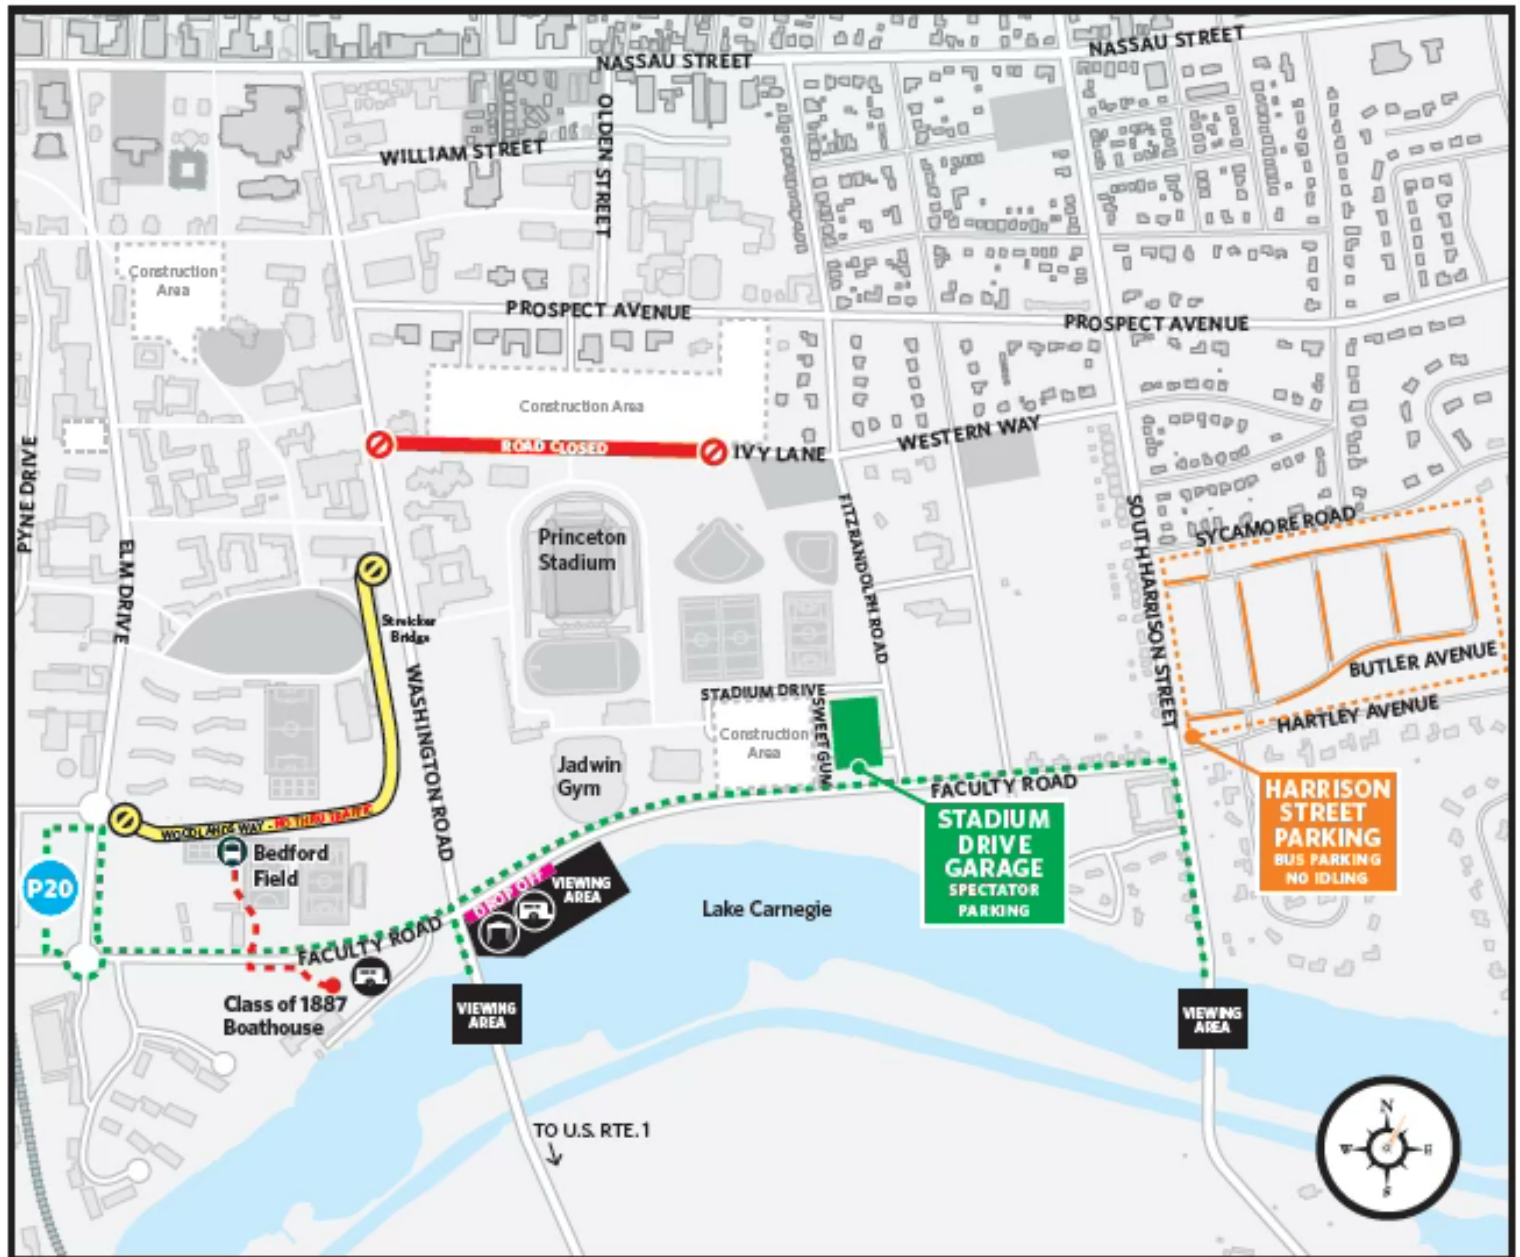 NASSAU STREET
NASSAU STREET
OLDEN STREET
WILLIAM STREET
Construction
Area
PROSPECT AVENUE
PROSPECT AVENUE
Construction Area
ROAD CLOSED
IVY LANE
WESTERN WAY
PYNE DRIVE
ELM DRIVE
Princeton
Stadium
FITZRANDOLPH ROAD
SOUTH HARRISON STREET
SYCAMORE ROAD
Streicker
Bridge
WASHINGTON ROAD
BUTLER AVENUE
HARTLEY AVENUE
STADIUM DRIVE
SWEET GUM
Construction
Area
Jadwin
Gym
FACULTY ROAD
HARRISON
STREET
PARKING
BUS PARKING
NO IDLING
STADIUM
DRIVE
GARAGE
SPECTATOR
PARKING
WOODLANDS WAY - NO THRU TRAFFIC
Bedford
Field
P20
DROP OFF
VIEWING
AREA
Lake Carnegie
FACULTY ROAD
Class of 1887
Boathouse
VIEWING
AREA
VIEWING
AREA
TO U.S. RTE. 1
N
W
E
S